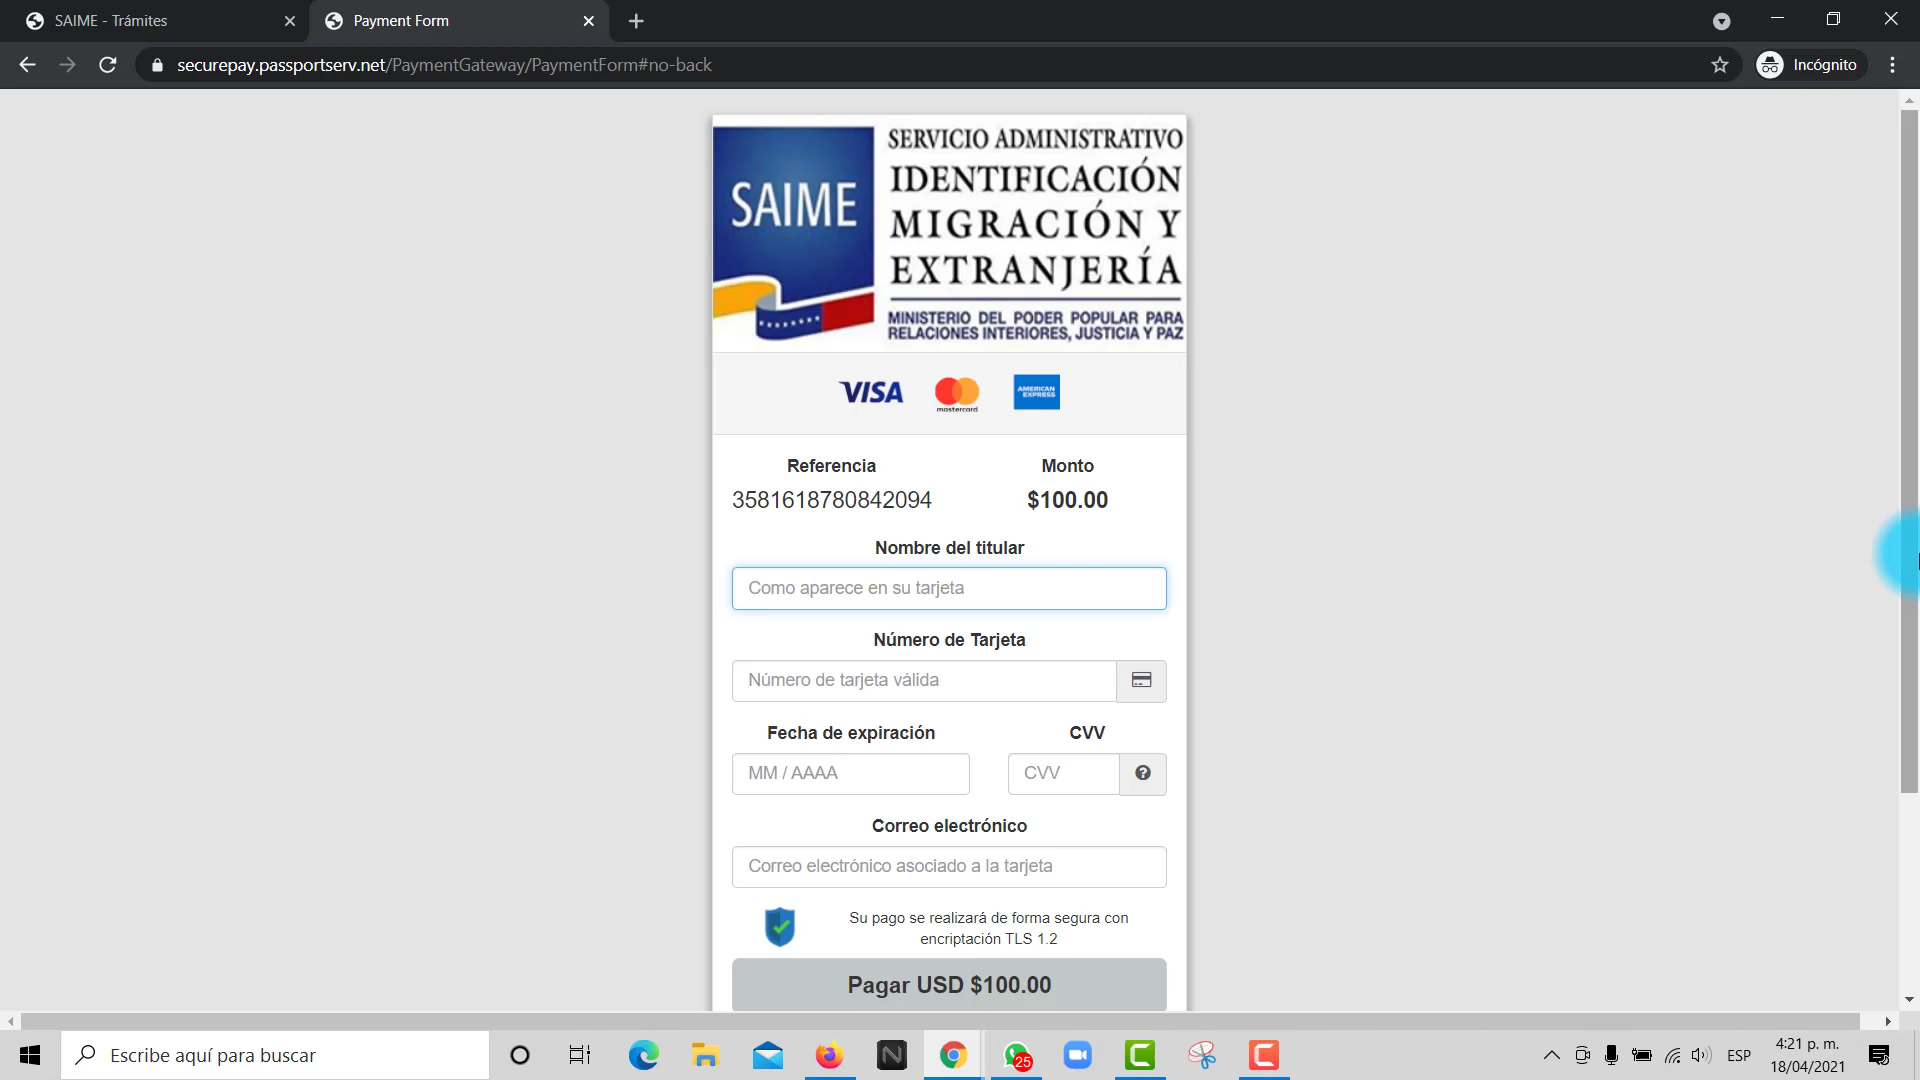 SAIME - Trámites
Payment Form
securepay.passportserv.net/PaymentGateway/PaymentForm#no-back
Incógnito
SAIME
SERVICIO ADMINISTRATIVO
IDENTIFICACIÓN
MIGRACIÓN Y
EXTRANJERÍA
MINISTERIO DEL PODER POPULAR PARA
RELACIONES INTERIORES, JUSTICIA Y PAZ
VISA
mastercard
AMERICAN
EXPRESS
Referencia Monto
3581618780842094 $100.00
Nombre del titular
Como aparece en su tarjeta
Número de Tarjeta
Número de tarjeta válida
Fecha de expiración CVV
MM / AAAA CVV
Correo electrónico
Correo electrónico asociado a la tarjeta
Su pago se realizará de forma segura con
encriptación TLS 1.2
Pagar USD $100.00
Escribe aquí para buscar
N
25
C
C
ESP
4:21 p. m.
18/04/2021